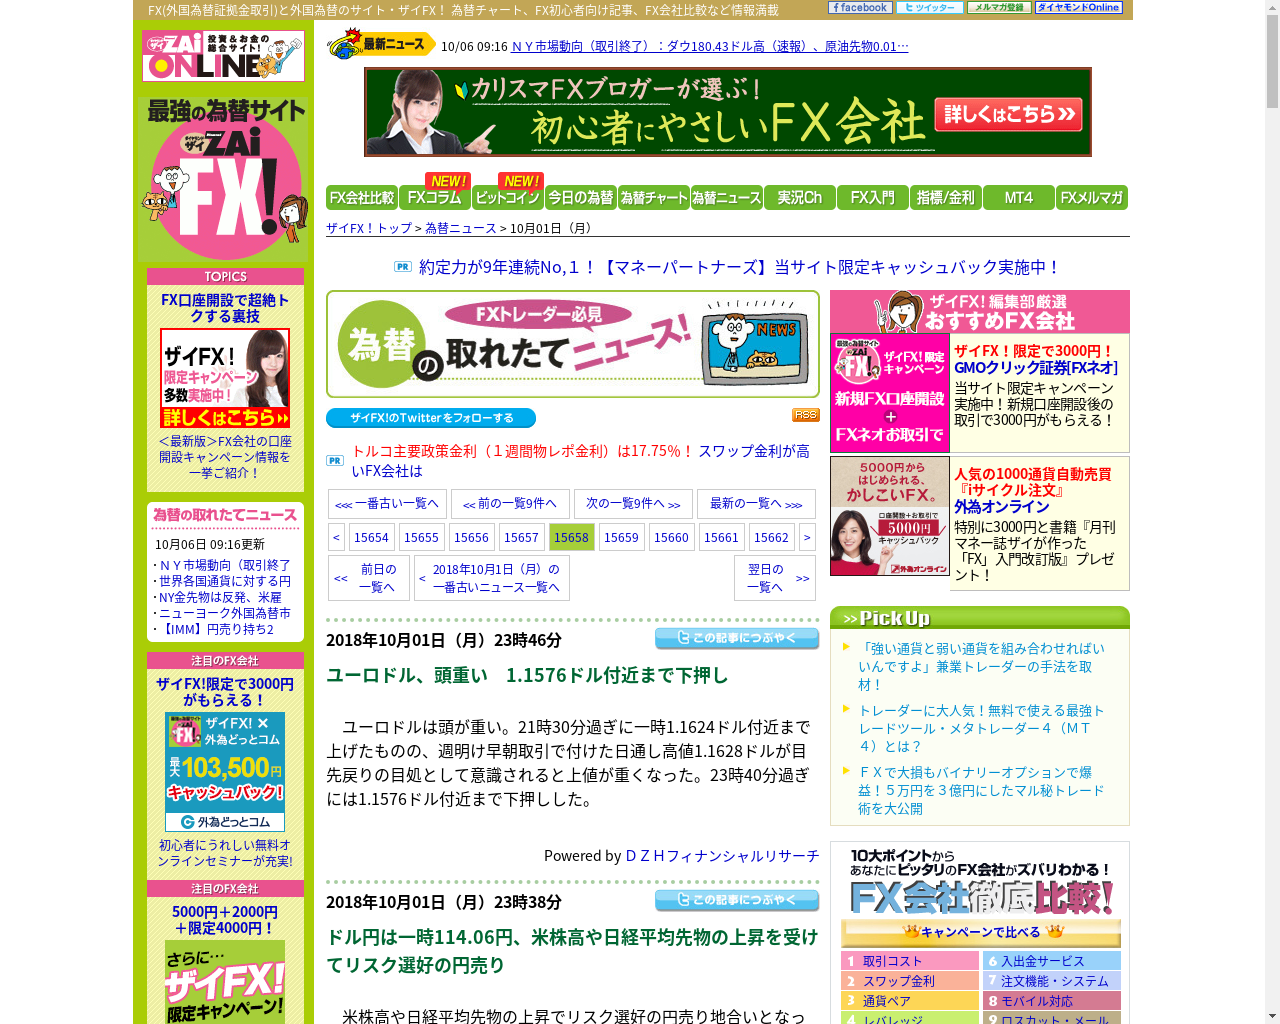 FX(外国為替証拠金取引)と外国為替のサイト・ザイFX！ 為替チャート、FX初心者向け記事、FX会社比較など情報満載
facebook
ツイッター
メルマガ登録
ダイヤモンドOnline
ザイ ZAi ONLINE
投資&お金の総合サイト!
最強の為替サイト
ザイ ZAi
FX!
TOPICS
FX口座開設で超絶ト
クする裏技
ザイFX！
限定キャンペーン
多数実施中！
詳しくはこちら
＜最新版＞FX会社の口座
開設キャンペーン情報を
一挙ご紹介！
為替の取れたてニュース
10月06日 09:16更新
・ＮＹ市場動向（取引終了
・世界各国通貨に対する円
・NY金先物は反発、米雇
・ニューヨーク外国為替市
・【IMM】円売り持ち2
注目のFX会社
ザイFX!限定で3000円
がもらえる！
ザイFX! ×
外為どっとコム
最大103,500円
キャッシュバック!
外為どっとコム
初心者にうれしい無料オ
ンラインセミナーが充実!
注目のFX会社
5000円＋2000円
＋限定4000円！
さらに…
ザイFX!
限定キャンペーン!
最新ニュース
10/06 09:16 ＮＹ市場動向（取引終了）：ダウ180.43ドル高（速報）、原油先物0.01…
カリスマFXブロガーが選ぶ！
初心者にやさしいFX会社
詳しくはこちら
NEW!
NEW!
FX会社比較
FXコラム
ビットコイン
今日の為替
為替チャート
為替ニュース
実況Ch
FX入門
指標/金利
MT4
FXメルマガ
ザイFX！トップ > 為替ニュース > 10月01日（月）
PR 約定力が9年連続No,１！【マネーパートナーズ】当サイト限定キャッシュバック実施中！
FXトレーダー必見
為替の取れたてニュース!
NEWS
ザイFX!のTwitterをフォローする
RSS
PR トルコ主要政策金利（１週間物レポ金利）は17.75%！ スワップ金利が高
いFX会社は
<<< 一番古い一覧へ
<< 前の一覧9件へ
次の一覧9件へ >>
最新の一覧へ >>>
< 15654 15655 15656 15657 15658 15659 15660 15661 15662 >
<< 前日の
一覧へ
< 2018年10月1日（月）の
一番古いニュース一覧へ
翌日の
一覧へ >>
2018年10月01日（月）23時46分
この記事につぶやく
ユーロドル、頭重い　1.1576ドル付近まで下押し
　ユーロドルは頭が重い。21時30分過ぎに一時1.1624ドル付近まで
上げたものの、週明け早朝取引で付けた日通し高値1.1628ドルが目
先戻りの目処として意識されると上値が重くなった。23時40分過ぎ
には1.1576ドル付近まで下押しした。
Powered by ＤＺＨフィナンシャルリサーチ
2018年10月01日（月）23時38分
この記事につぶやく
ドル円は一時114.06円、米株高や日経平均先物の上昇を受け
てリスク選好の円売り
　米株高や日経平均先物の上昇でリスク選好の円売り地合いとなっ
ザイFX!編集部厳選
おすすめFX会社
最強の為替サイト
FX!
ザイFX!限定
キャンペーン
新規FX口座開設
+
FXネオお取引で
ザイFX！限定で3000円！
GMOクリック証券[FXネオ]
当サイト限定キャンペーン
実施中！新規口座開設後の
取引で3000円がもらえる！
5000円から
はじめられる、
かしこいFX。
口座開設+お取引で
5000円
キャッシュバック
外為オンライン
人気の1000通貨自動売買
『iサイクル注文』
外為オンライン
特別に3000円と書籍『月刊
マネー誌ザイが作った
「FX」入門改訂版』プレゼ
ント！
>>Pick Up
「強い通貨と弱い通貨を組み合わせればい
いんですよ」兼業トレーダーの手法を取
材！
トレーダーに大人気！無料で使える最強ト
レードツール・メタトレーダー４（ＭＴ
４）とは？
ＦＸで大損もバイナリーオプションで爆
益！５万円を３億円にしたマル秘トレード
術を大公開
10大ポイントから
あなたにピッタリのFX会社がズバリわかる！
FX会社徹底比較!
キャンペーンで比べる
1 取引コスト
6 入出金サービス
2 スワップ金利
7 注文機能・システム
3 通貨ペア
8 モバイル対応
4 レバレッジ
9 ロスカット・メール